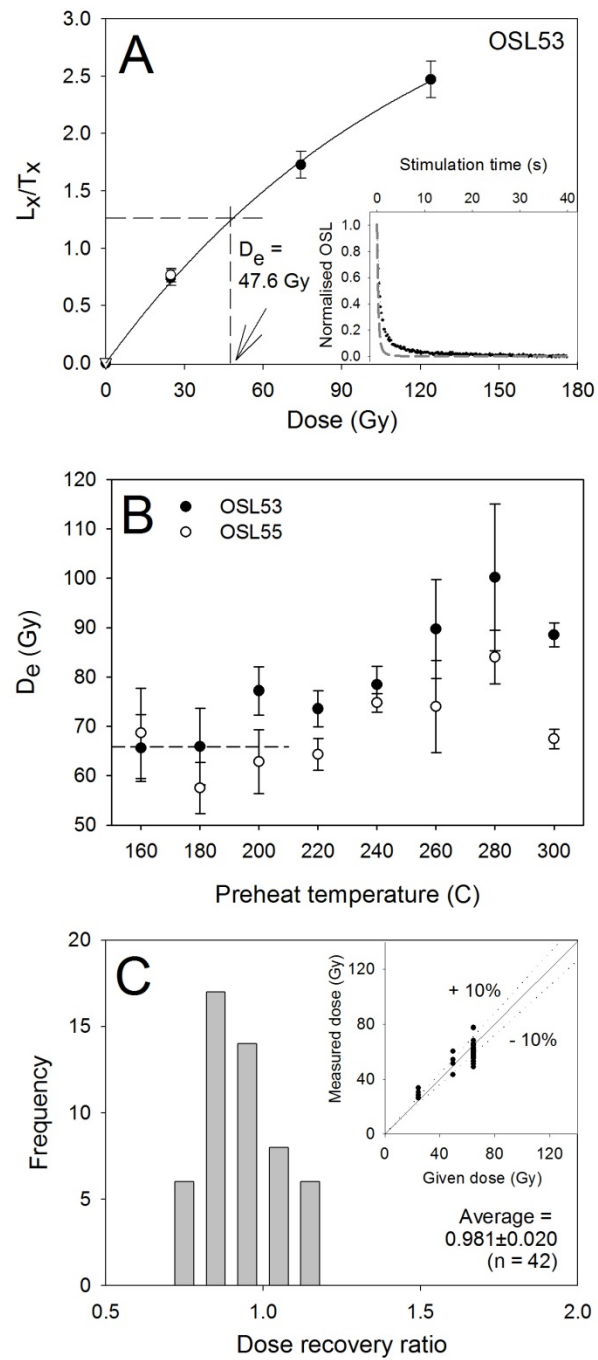 A
OSL53
3.0
2.5
2.0
1.5
1.0
0.5
0.0
Lx/Tx
De =
47.6 Gy
Stimulation time (s)
0 10 20 30 40
Normalised OSL
1.0
0.8
0.6
0.4
0.2
0.0
0 30 60 90 120 150 180
Dose (Gy)
B
OSL53
OSL55
120
110
100
90
80
70
60
50
De (Gy)
160 180 200 220 240 260 280 300
Preheat temperature (C)
C
20
15
10
5
0
Frequency
Measured dose (Gy)
120
80
40
0
+ 10%
- 10%
0 40 80 120
Given dose (Gy)
Average =
0.981±0.020
(n = 42)
0.5 1.0 1.5 2.0
Dose recovery ratio